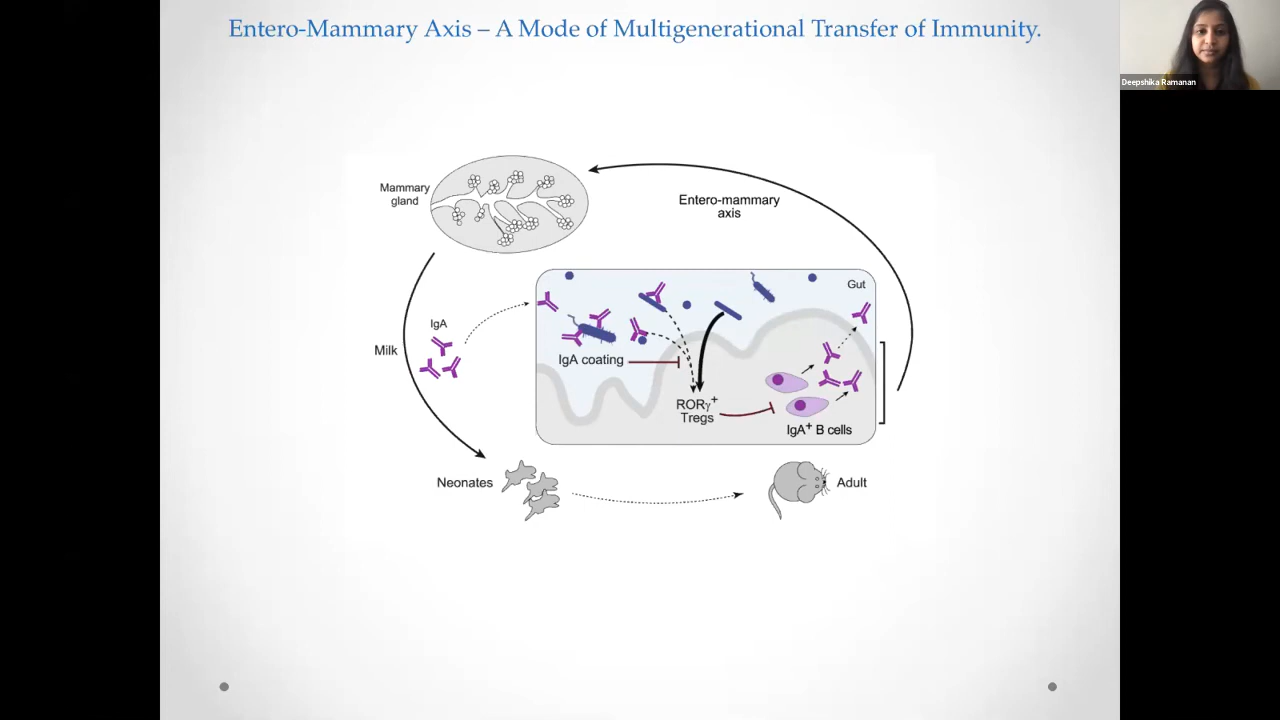 Entero-Mammary Axis – A Mode of Multigenerational Transfer of Immunity.
Deepshika Ramanan
Mammary
gland
Entero-mammary
axis
Gut
IgA
Milk
IgA coating
RORγ+
Tregs
IgA+ B cells
Neonates
Adult